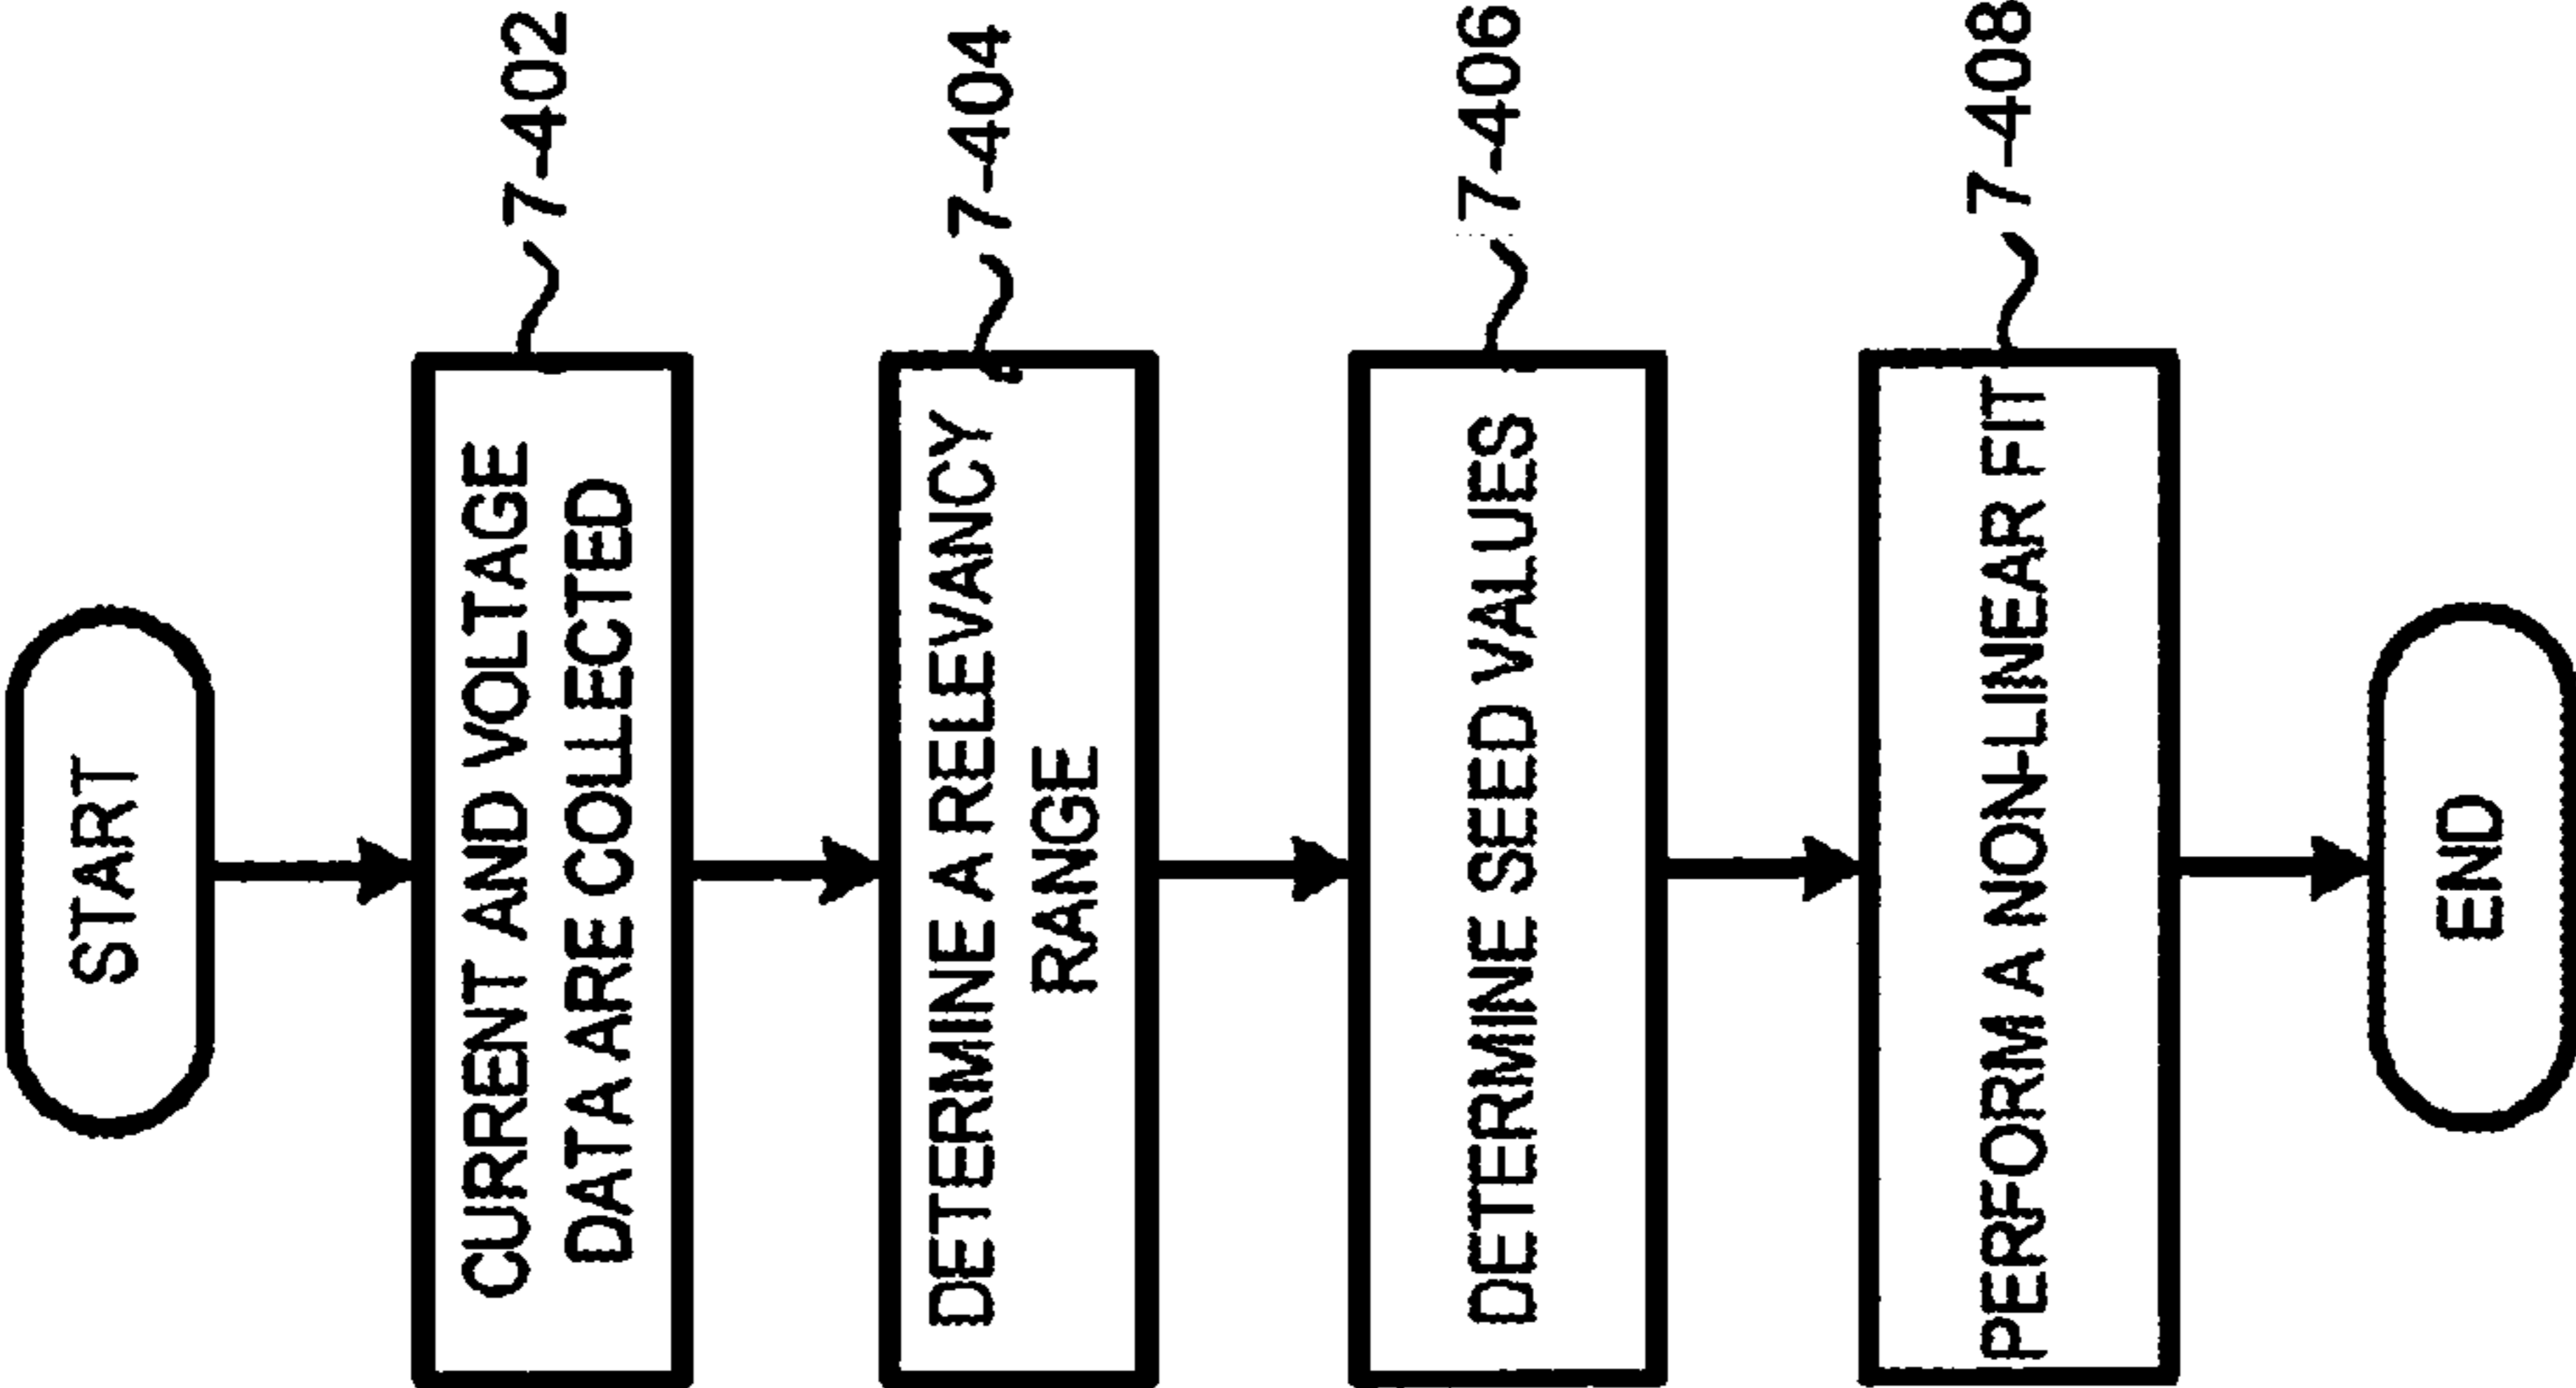 START
CURRENT AND VOLTAGE
DATA ARE COLLECTED
7-402
DETERMINE A RELEVANCY
RANGE
7-404
DETERMINE SEED VALUES
7-406
PERFORM A NON-LINEAR FIT
7-408
END